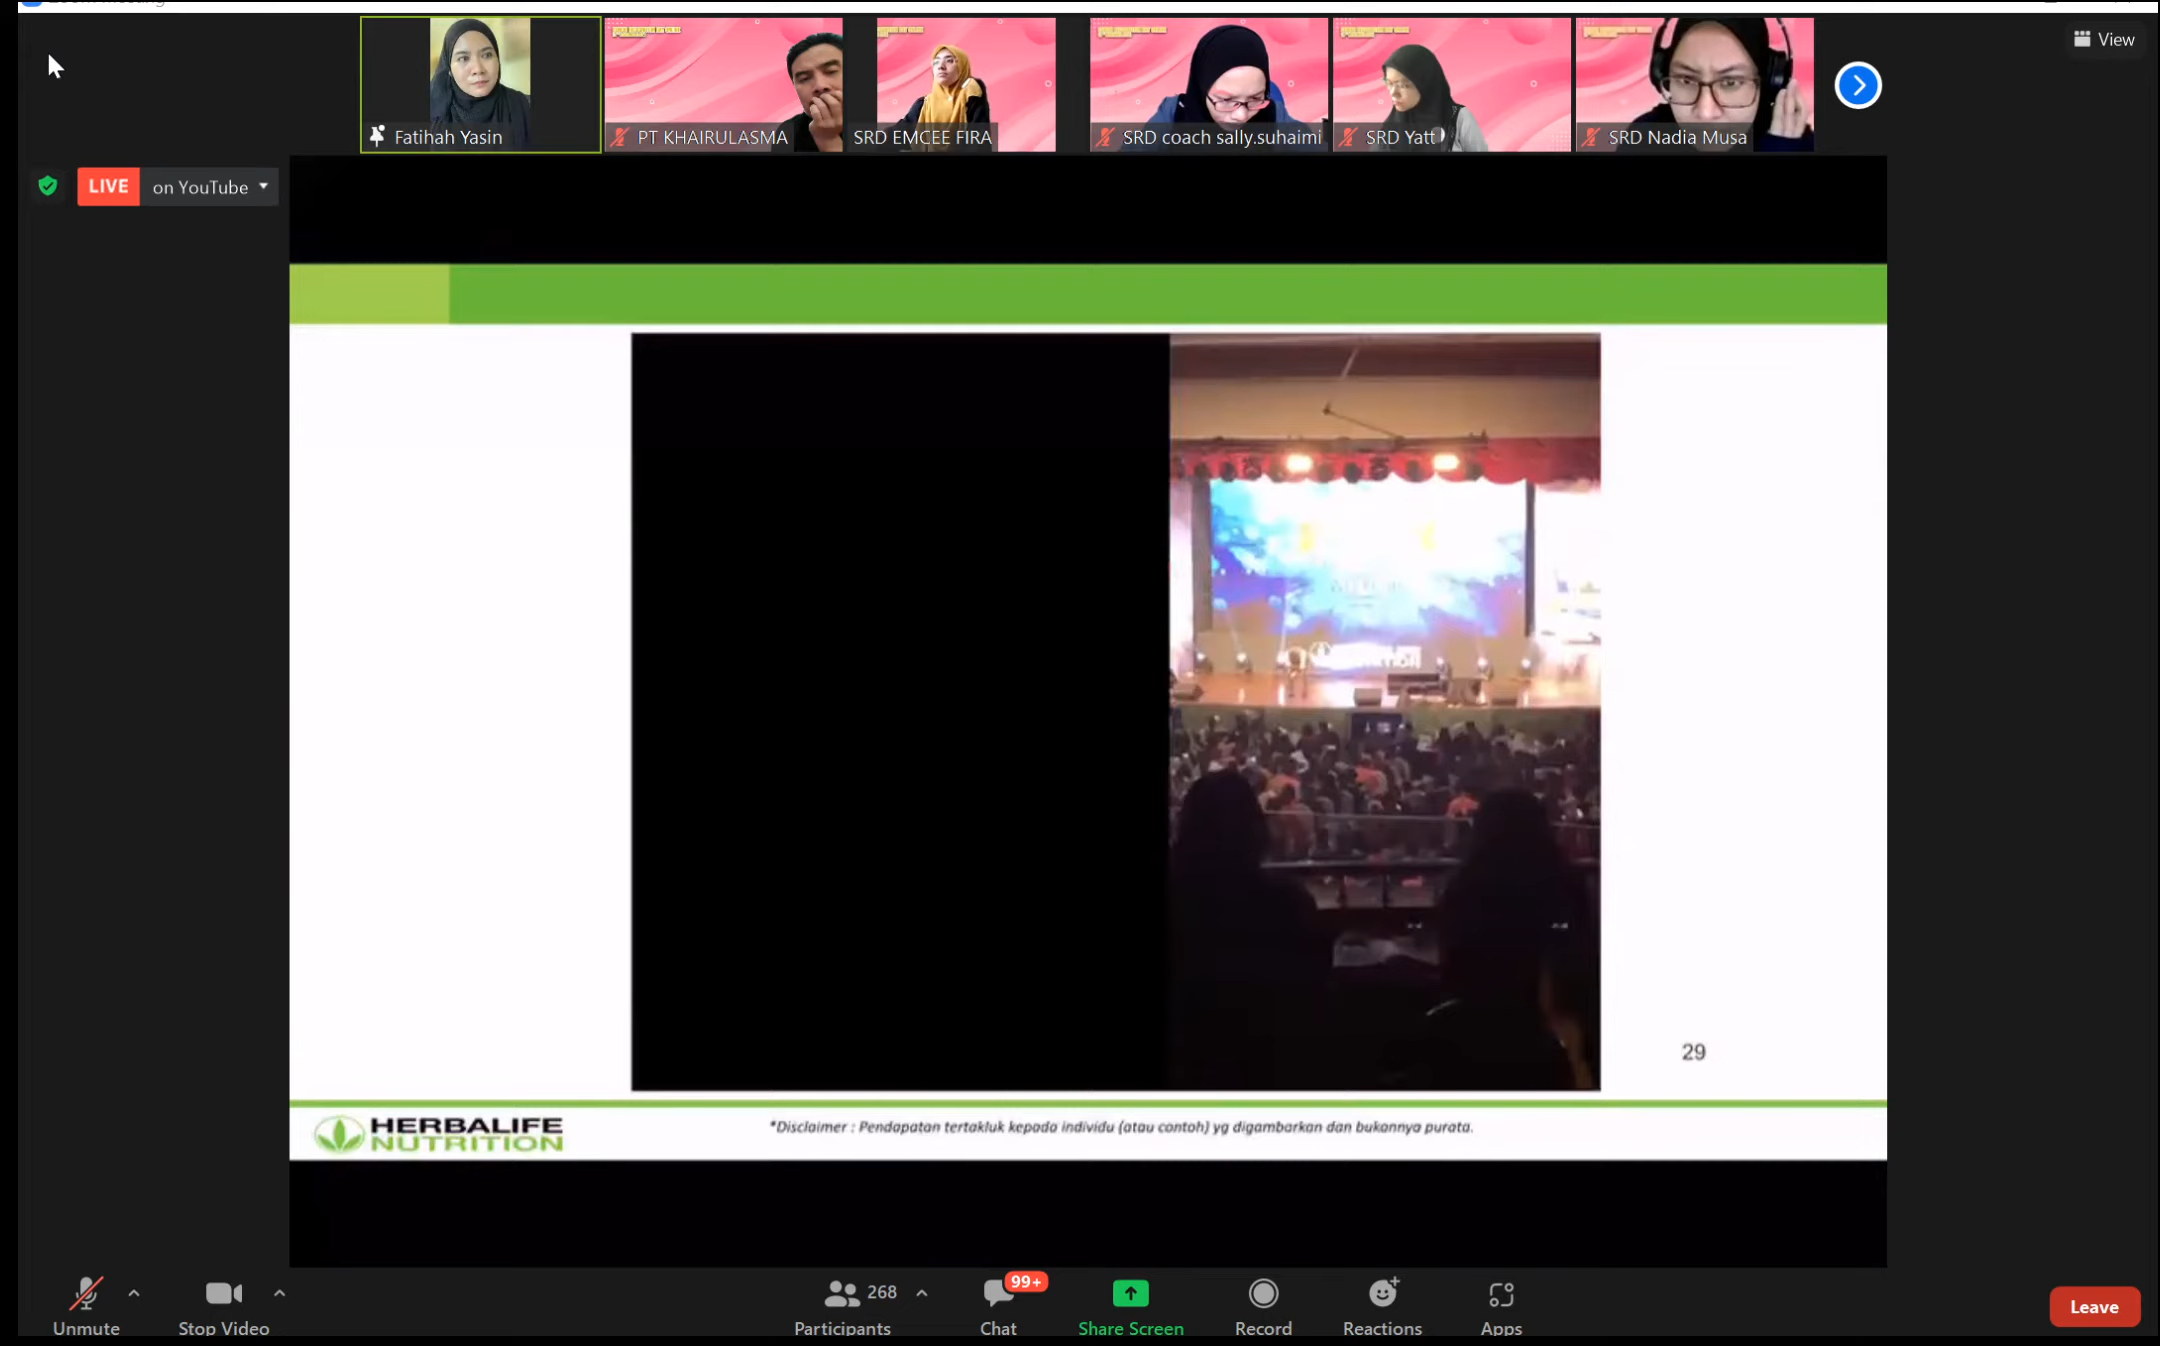 View
Fatihah Yasin
PT KHAIRULASMA
SRD EMCEE FIRA
SRD coach sally.suhaimi
SRD Yatt
SRD Nadia Musa
LIVE on YouTube
29
HERBALIFE
NUTRITION
*Disclaimer : Pendapatan tertakluk kepada individu (atau contoh) yg digambarkan dan bukannya purata.
Unmute
Stop Video
268
Participants
99+
Chat
Share Screen
Record
Reactions
Apps
Leave